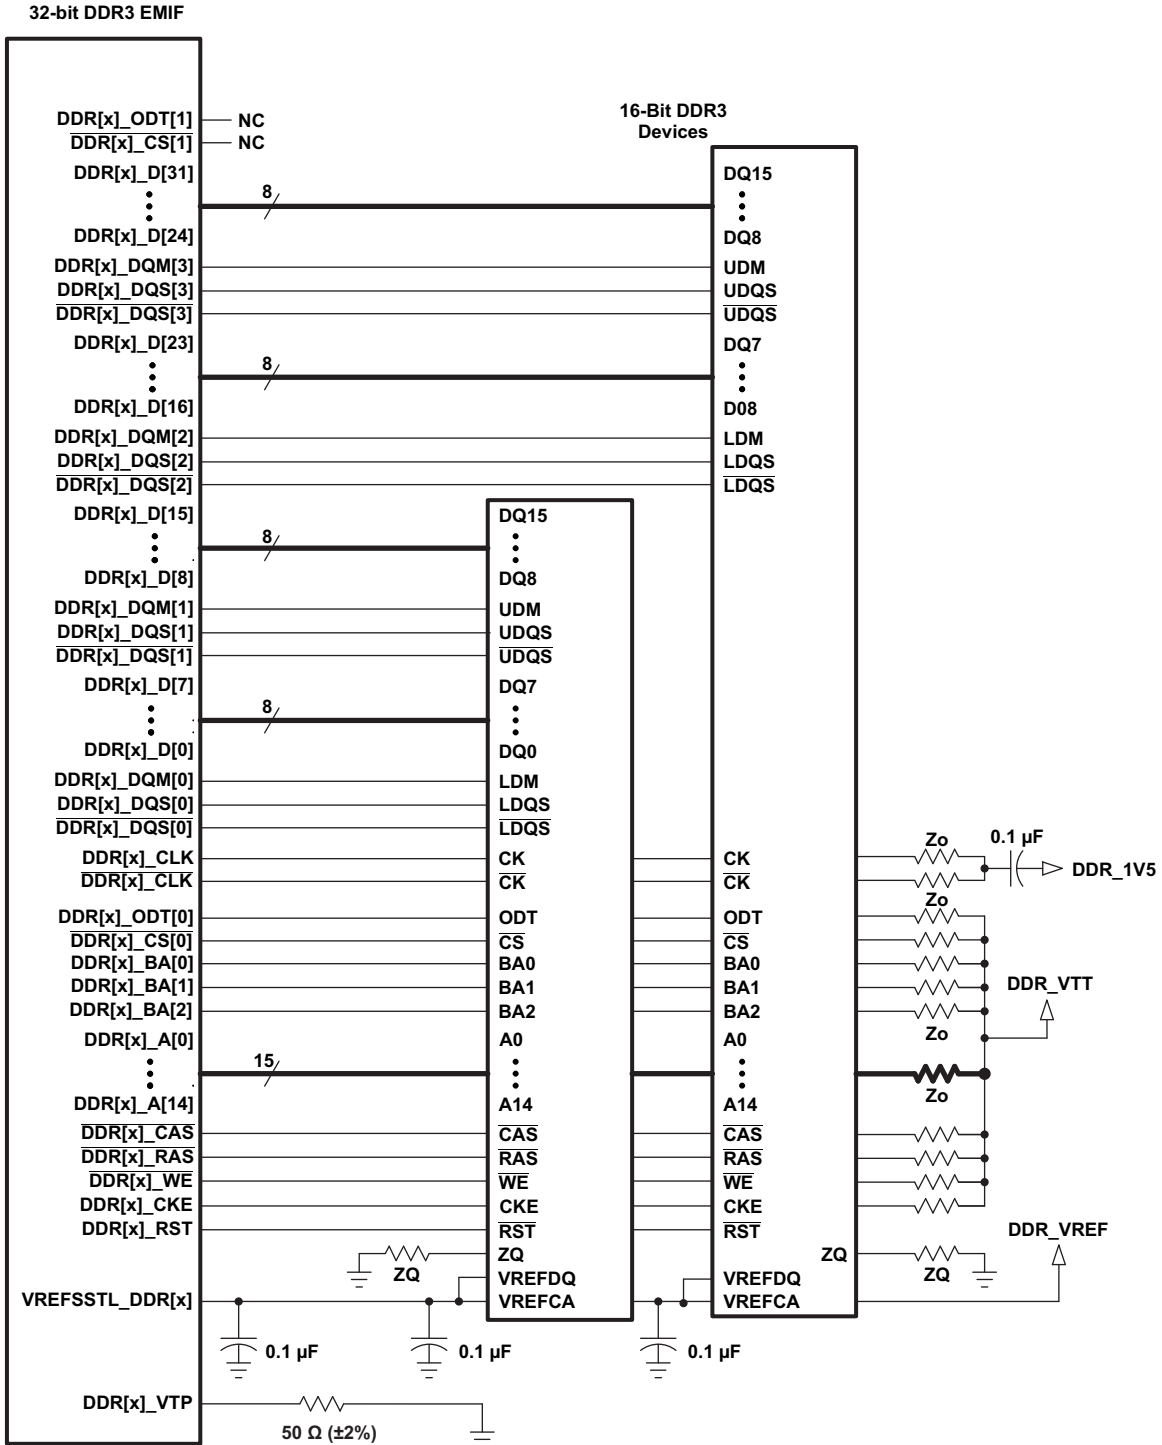 32-bit DDR3 EMIF
16-Bit DDR3
Devices
DDR[x]_ODT[1] NC
DDR[x]_CS[1] NC
DDR[x]_D[31] DQ15
8
DDR[x]_D[24] DQ8
DDR[x]_DQM[3] UDM
DDR[x]_DQS[3] UDQS
DDR[x]_DQS[3] UDQS
DDR[x]_D[23] DQ7
8
DDR[x]_D[16] D08
DDR[x]_DQM[2] LDM
DDR[x]_DQS[2] LDQS
DDR[x]_DQS[2] LDQS
DDR[x]_D[15] DQ15
8
DDR[x]_D[8] DQ8
DDR[x]_DQM[1] UDM
DDR[x]_DQS[1] UDQS
DDR[x]_DQS[1] UDQS
DDR[x]_D[7] DQ7
8
DDR[x]_D[0] DQ0
DDR[x]_DQM[0] LDM
DDR[x]_DQS[0] LDQS
DDR[x]_DQS[0] LDQS
Zo 0.1 µF
DDR[x]_CLK CK CK
DDR_1V5
DDR[x]_CLK CK CK
Zo
DDR[x]_ODT[0] ODT ODT
DDR[x]_CS[0] CS CS
DDR[x]_BA[0] BA0 BA0
DDR[x]_BA[1] BA1 BA1 DDR_VTT
DDR[x]_BA[2] BA2 BA2
Zo
DDR[x]_A[0] A0 A0
15
Zo
DDR[x]_A[14] A14 A14
DDR[x]_CAS CAS CAS
DDR[x]_RAS RAS RAS
DDR[x]_WE WE WE
DDR[x]_CKE CKE CKE
DDR[x]_RST RST RST DDR_VREF
ZQ ZQ
ZQ ZQ
VREFDQ VREFDQ
VREFSSTL_DDR[x] VREFCA VREFCA
0.1 µF 0.1 µF 0.1 µF
DDR[x]_VTP
50 Ω (±2%)